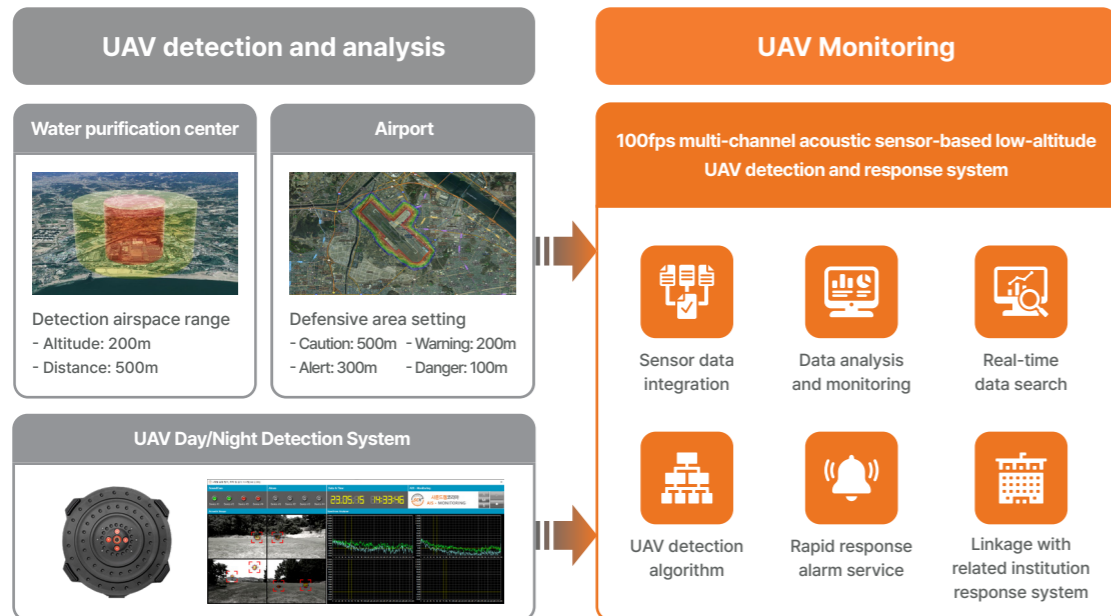 UAV detection and analysis
UAV Monitoring
Water purification center
Detection airspace range
- Altitude: 200m
- Distance: 500m
Airport
Defensive area setting
- Caution: 500m - Warning: 200m
- Alert: 300m - Danger: 100m
UAV Day/Night Detection System
23.05.15 14:33:46
100fps multi-channel acoustic sensor-based low-altitude
UAV detection and response system
Sensor data
integration
Data analysis
and monitoring
Real-time
data search
UAV detection
algorithm
Rapid response
alarm service
Linkage with
related institution
response system